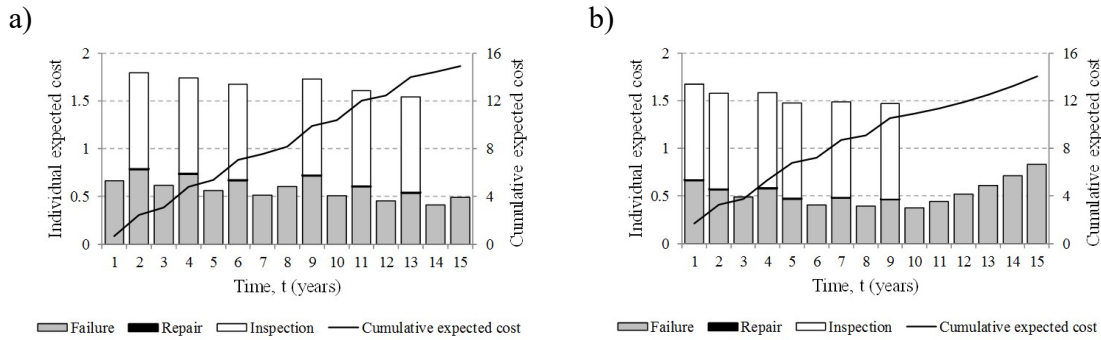 a)
2
1.5
1
0.5
0
Individual expected cost
16
12
8
4
0
Cumulative expected cost
1 2 3 4 5 6 7 8 9 10 11 12 13 14 15
Time, t (years)
Failure Repair Inspection Cumulative expected cost
b)
2
1.5
1
0.5
0
Individual expected cost
16
12
8
4
0
Cumulative expected cost
1 2 3 4 5 6 7 8 9 10 11 12 13 14 15
Time, t (years)
Failure Repair Inspection Cumulative expected cost